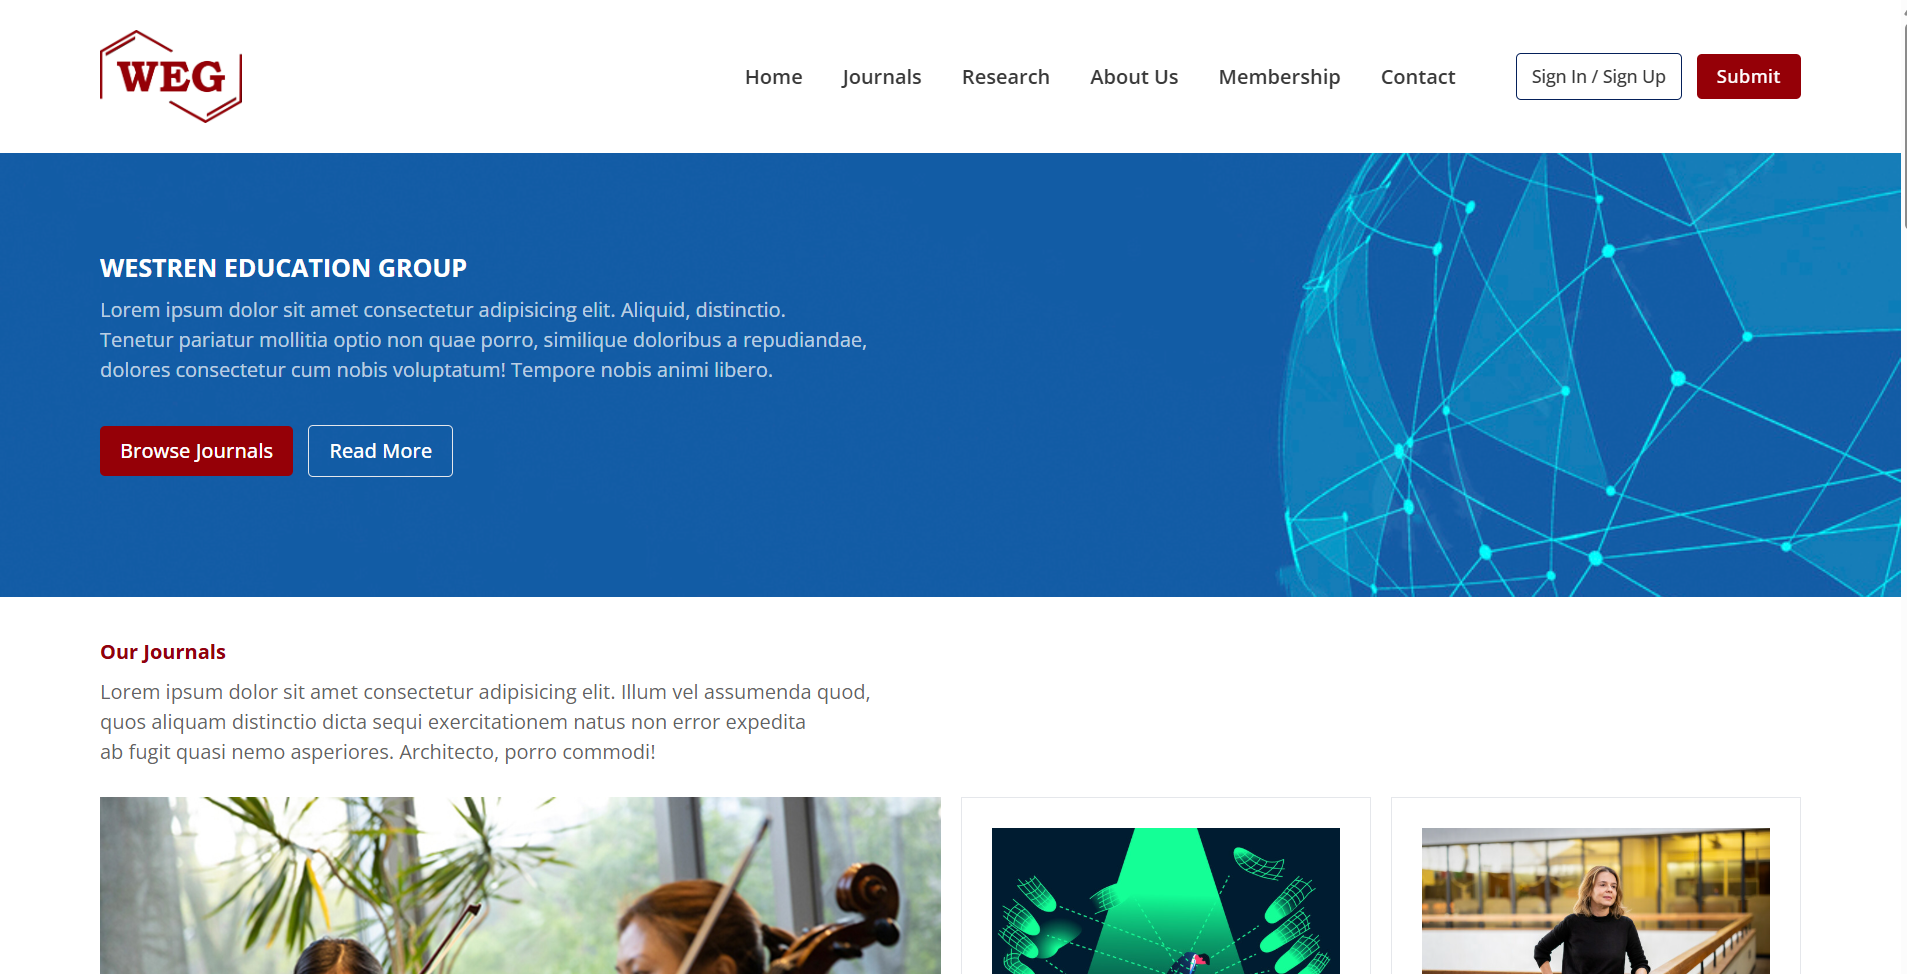 WEG
Home Journals Research About Us Membership Contact Sign In / Sign Up Submit
WESTREN EDUCATION GROUP
Lorem ipsum dolor sit amet consectetur adipisicing elit. Aliquid, distinctio.
Tenetur pariatur mollitia optio non quae porro, similique doloribus a repudiandae,
dolores consectetur cum nobis voluptatum! Tempore nobis animi libero.
Browse Journals Read More
Our Journals
Lorem ipsum dolor sit amet consectetur adipisicing elit. Illum vel assumenda quod,
quos aliquam distinctio dicta sequi exercitationem natus non error expedita
ab fugit quasi nemo asperiores. Architecto, porro commodi!